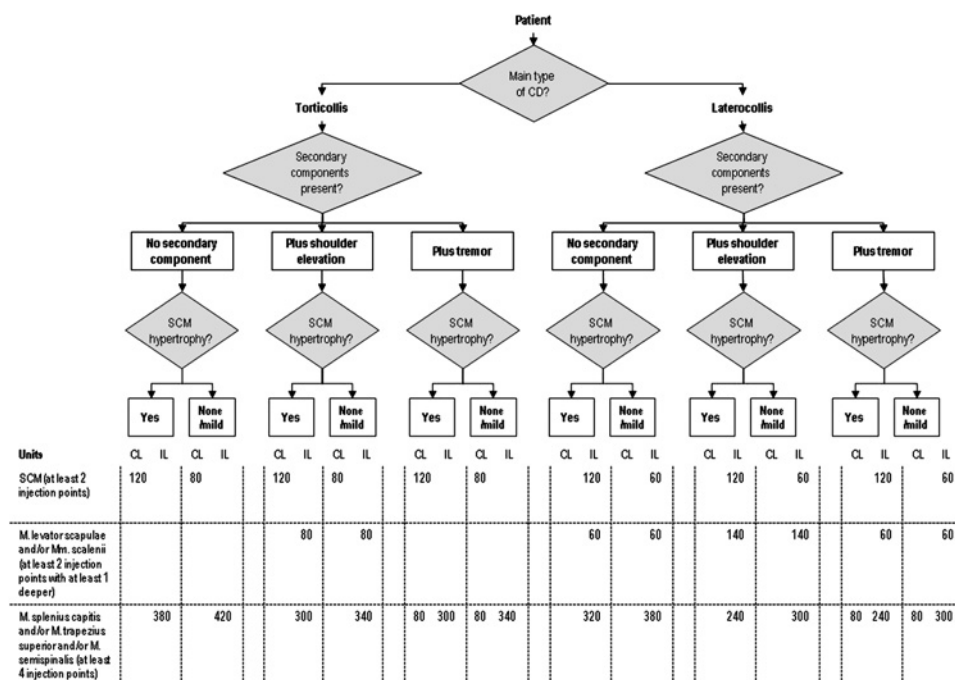 Patient
Main type
of CD?
Torticollis
Laterocollis
Secondary
components
present?
Secondary
components
present?
No secondary
component
Plus shoulder
elevation
Plus tremor
No secondary
component
Plus shoulder
elevation
Plus tremor
SCM
hypertrophy?
SCM
hypertrophy?
SCM
hypertrophy?
SCM
hypertrophy?
SCM
hypertrophy?
SCM
hypertrophy?
Yes
None
/mild
Yes
None
/mild
Yes
None
/mild
Yes
None
/mild
Yes
None
/mild
Yes
None
/mild
Units CL IL CL IL CL IL CL IL CL IL CL IL CL IL CL IL CL IL CL IL CL IL CL IL
SCM (at least 2
injection points)
120 80 120 80 120 80 120 60 120 60 120 60
M. levator scapulae
and/or Mm. scalenii
(at least 2 injection
points with at least 1
deeper)
80 80 60 60 140 140 60 60
M. splenius capitis
and/or M. trapezius
superior and/or M.
semispinalis (at least
4 injection points)
380 420 300 340 80 300 80 340 320 380 240 300 80 240 80 300